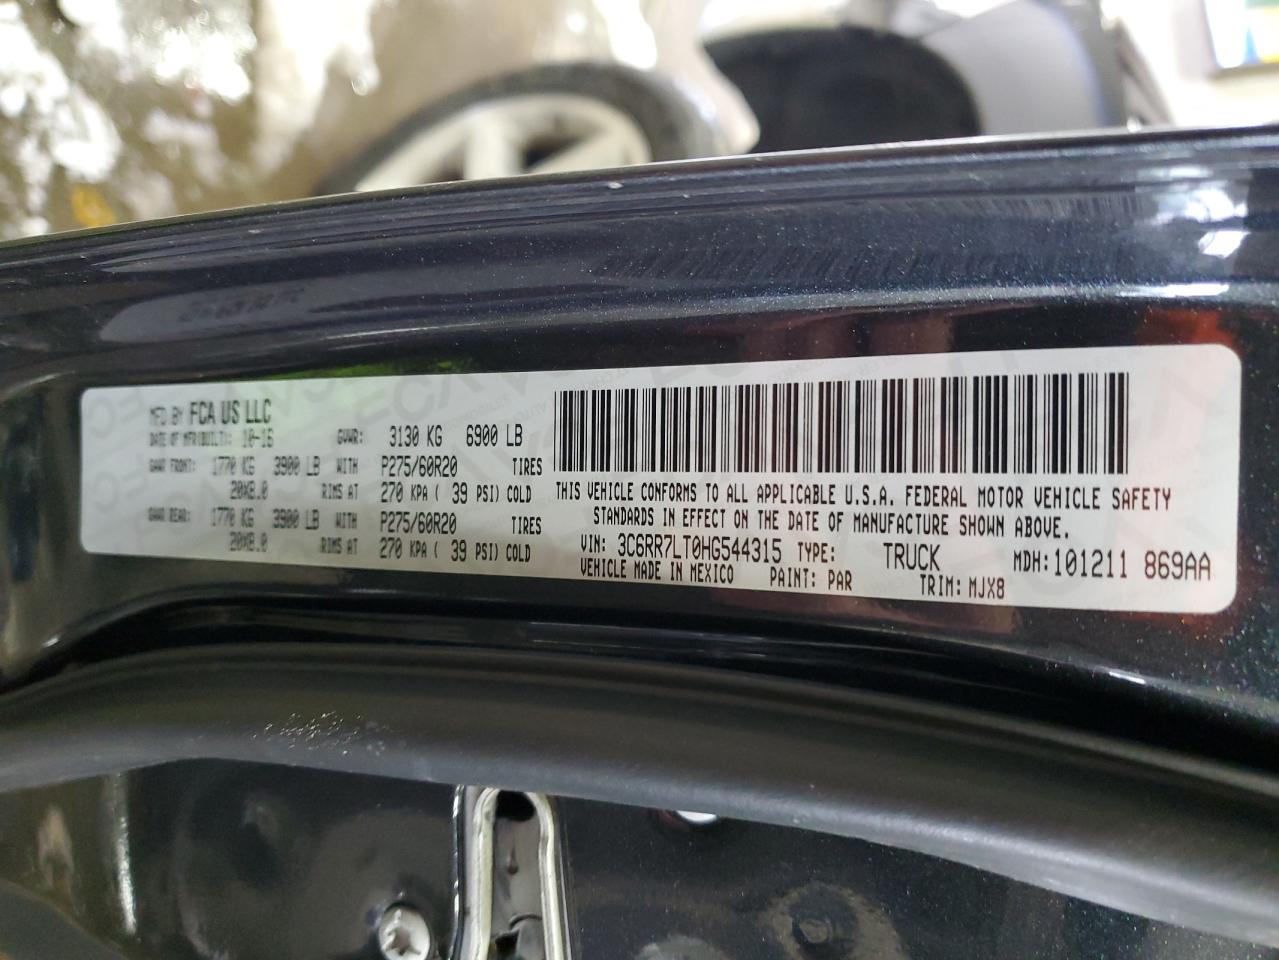 MFD BY FCA US LLC
DATE OF MFR(BUILT): 10-16 GVWR: 3130 KG 6900 LB
GAWR FRONT: 1770 KG 3900 LB WITH P275/60R20 TIRES
20X8.0 RIMS AT 270 KPA ( 39 PSI) COLD
GAWR REAR: 1770 KG 3900 LB WITH P275/60R20 TIRES
20X8.0 RIMS AT 270 KPA ( 39 PSI) COLD
THIS VEHICLE CONFORMS TO ALL APPLICABLE U.S.A. FEDERAL MOTOR VEHICLE SAFETY
STANDARDS IN EFFECT ON THE DATE OF MANUFACTURE SHOWN ABOVE.
VIN: 3C6RR7LT0HG544315 TYPE: TRUCK MDH:101211 869AA
VEHICLE MADE IN MEXICO PAINT: PAR TRIM: MJX8